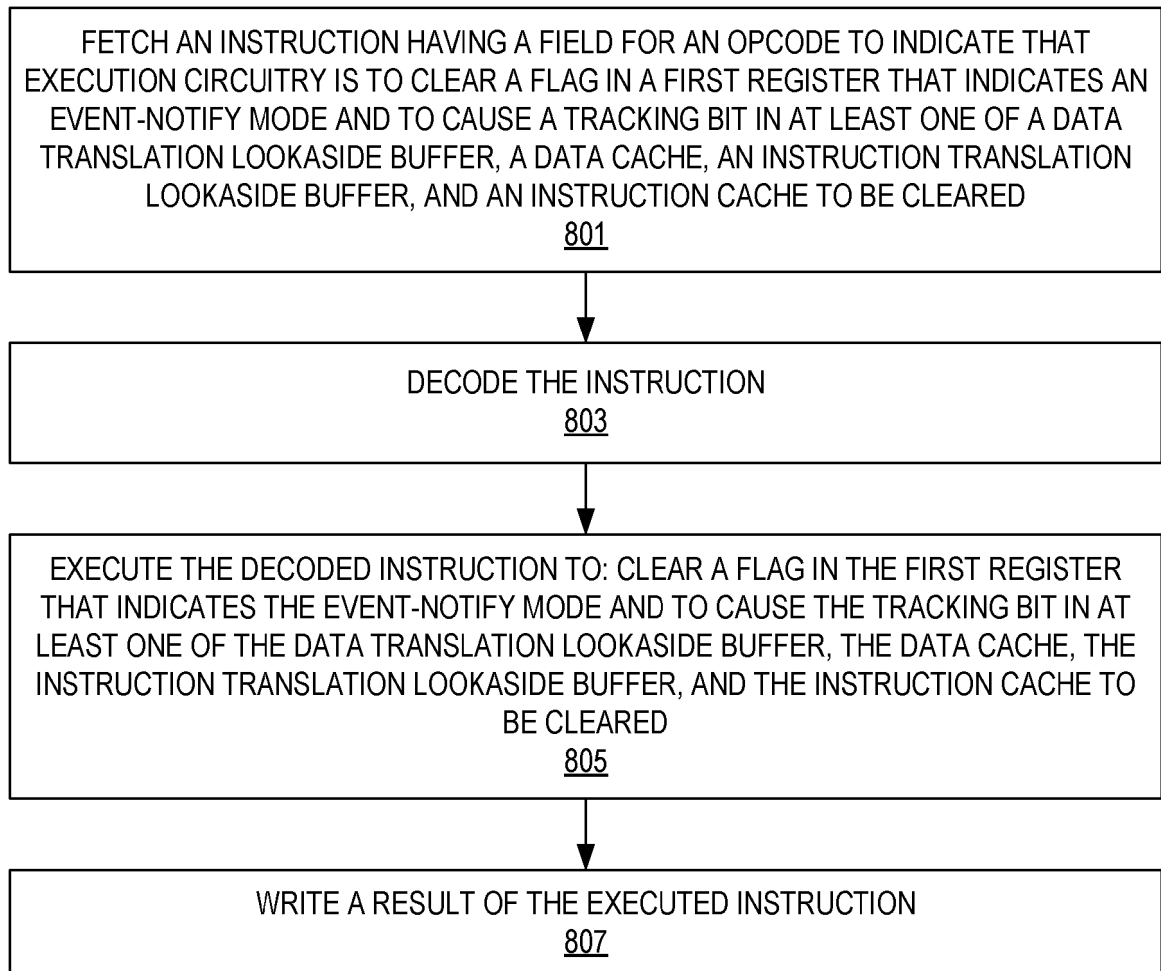 FETCH AN INSTRUCTION HAVING A FIELD FOR AN OPCODE TO INDICATE THAT
EXECUTION CIRCUITRY IS TO CLEAR A FLAG IN A FIRST REGISTER THAT INDICATES AN
EVENT-NOTIFY MODE AND TO CAUSE A TRACKING BIT IN AT LEAST ONE OF A DATA
TRANSLATION LOOKASIDE BUFFER, A DATA CACHE, AN INSTRUCTION TRANSLATION
LOOKASIDE BUFFER, AND AN INSTRUCTION CACHE TO BE CLEARED
801
DECODE THE INSTRUCTION
803
EXECUTE THE DECODED INSTRUCTION TO: CLEAR A FLAG IN THE FIRST REGISTER
THAT INDICATES THE EVENT-NOTIFY MODE AND TO CAUSE THE TRACKING BIT IN AT
LEAST ONE OF THE DATA TRANSLATION LOOKASIDE BUFFER, THE DATA CACHE, THE
INSTRUCTION TRANSLATION LOOKASIDE BUFFER, AND THE INSTRUCTION CACHE TO
BE CLEARED
805
WRITE A RESULT OF THE EXECUTED INSTRUCTION
807